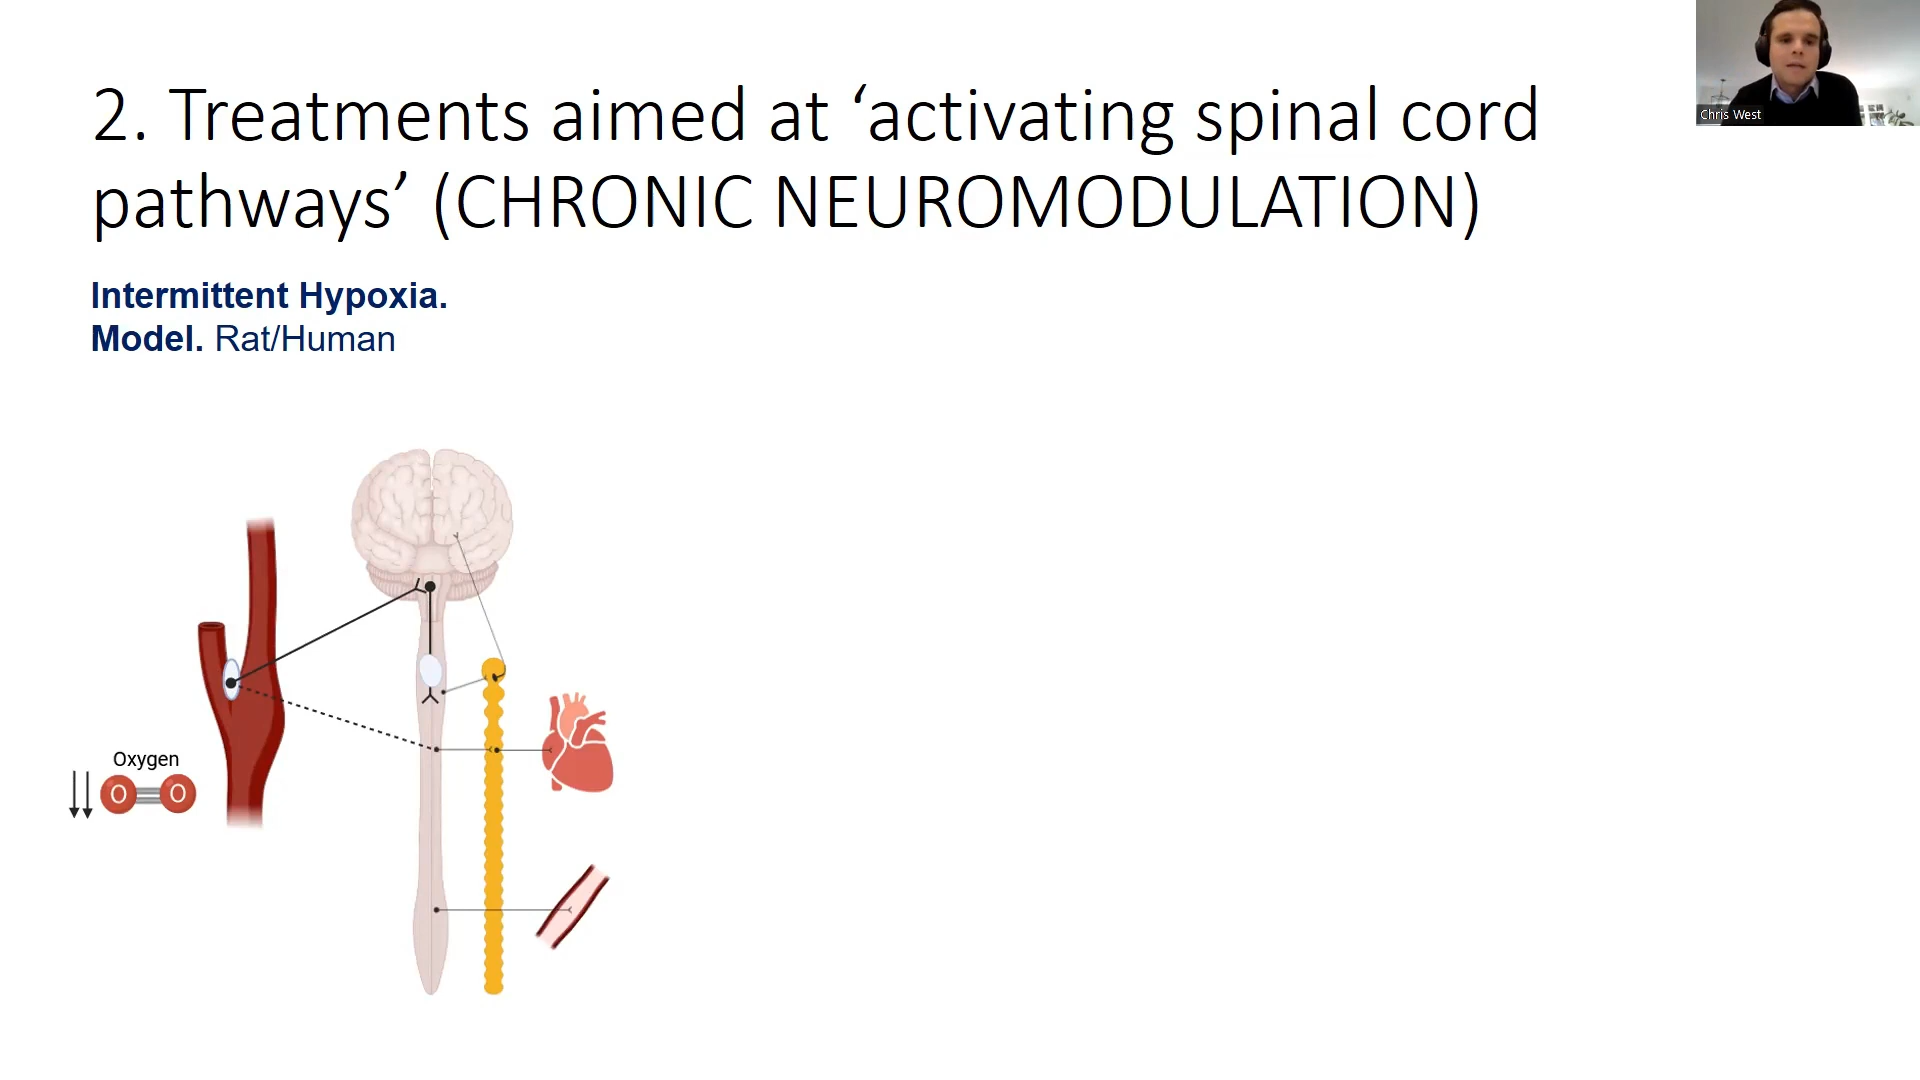 2. Treatments aimed at ‘activating spinal cord
pathways’ (CHRONIC NEUROMODULATION)
Chris West
Intermittent Hypoxia.
Model. Rat/Human
Oxygen
O O